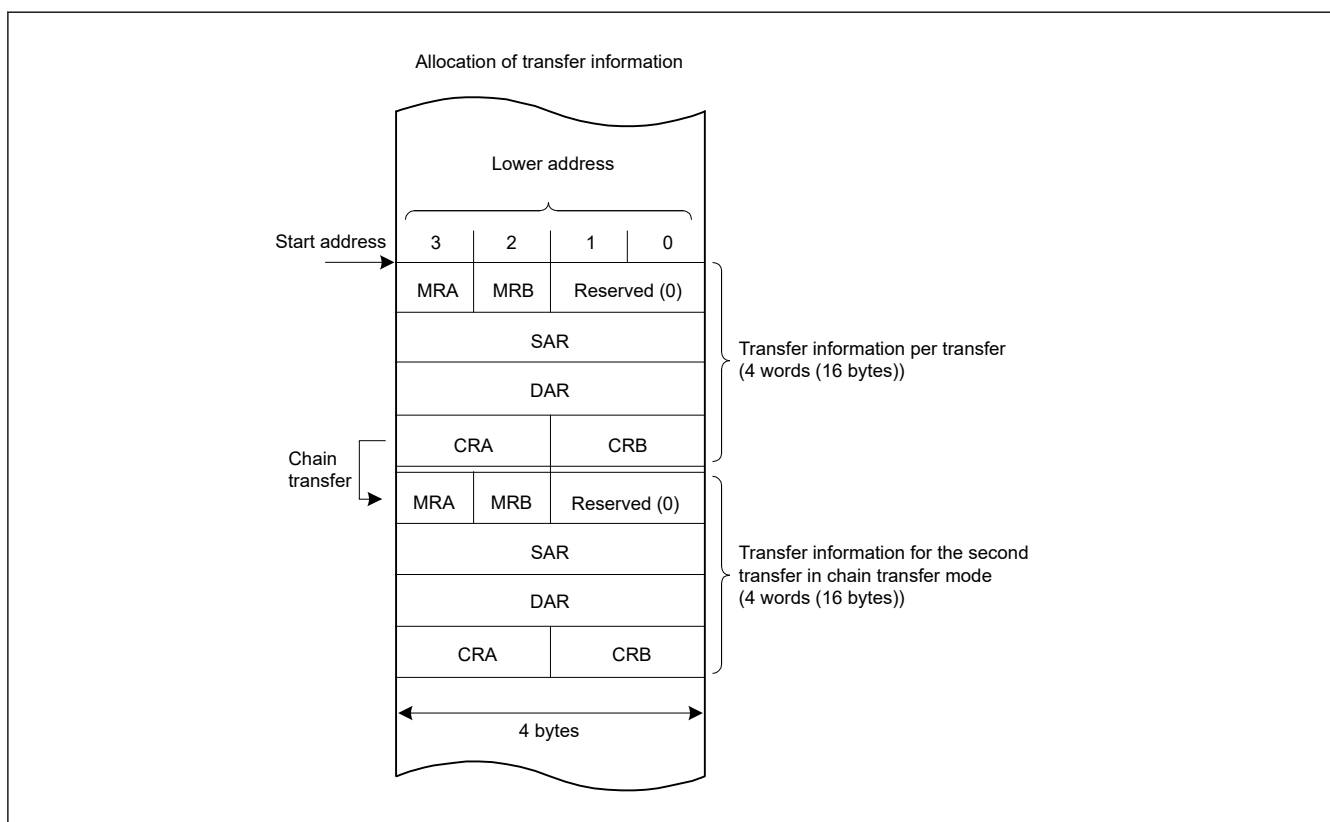 Allocation of transfer information
Lower address
Start address
3 2 1 0
MRA MRB Reserved (0)
SAR
DAR
CRA CRB
Transfer information per transfer
(4 words (16 bytes))
Chain
transfer
MRA MRB Reserved (0)
SAR
DAR
CRA CRB
Transfer information for the second
transfer in chain transfer mode
(4 words (16 bytes))
4 bytes